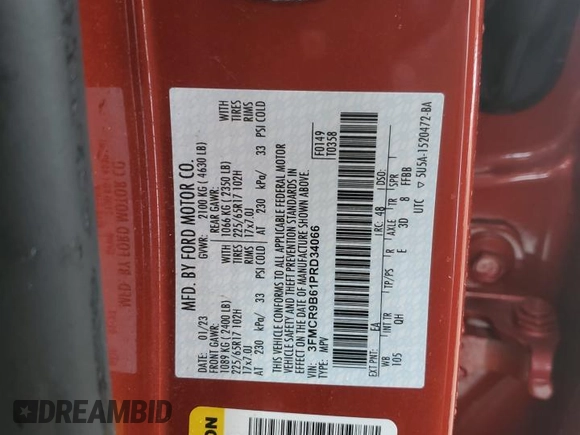 MFD. BY FORD MOTOR CO.
DATE: 01/23
GVWR: 2100 KG ( 4630 LB)
FRONT GAWR:
REAR GAWR:
1089 KG ( 2400 LB)
WITH
1066 KG ( 2350 LB)
WITH
225/65R17 102H
TIRES
225/65R17 102H
TIRES
17x7.0J
RIMS
17x7.0J
RIMS
AT 230 kPa/ 33 PSI COLD
AT 230 kPa/ 33 PSI COLD
THIS VEHICLE CONFORMS TO ALL APPLICABLE FEDERAL MOTOR
VEHICLE SAFETY AND THEFT PREVENTION STANDARDS IN
EFFECT ON THE DATE OF MANUFACTURE SHOWN ABOVE.
VIN: 3FMCR9B61PRD34066
TYPE: MPV
F0149
T0358
EXT PNT: EA
RC: 48
DSO:
WB
INT TR
TP/PS
R
AXLE
TR
SPR
105
QH
E
3D
8
FFBB
UTC ▽ 5U5A-1520472-BA
DREAMBID